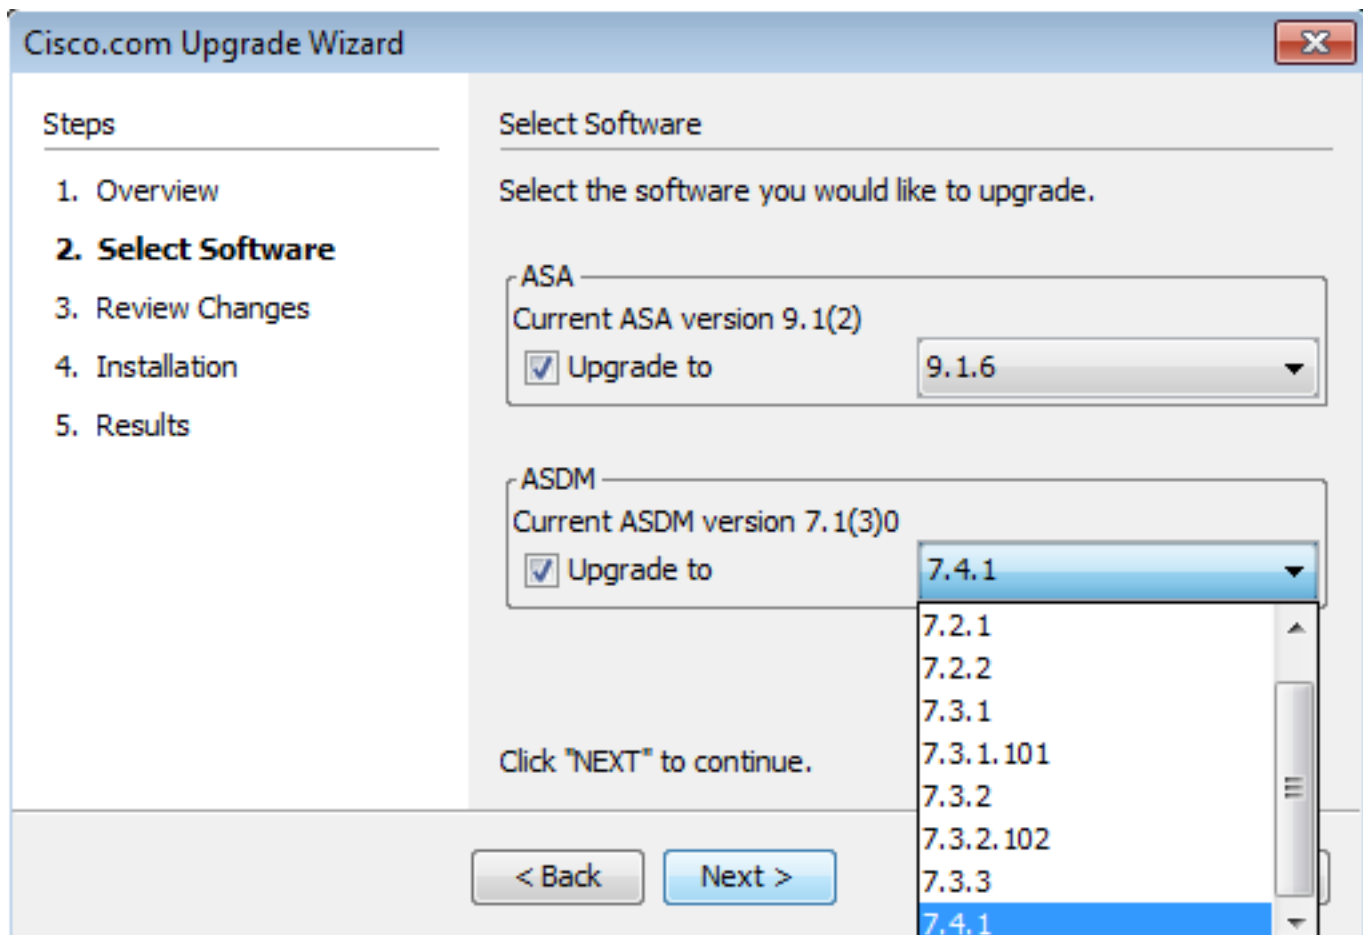 Cisco.com Upgrade Wizard
Steps
1. Overview
2. Select Software
3. Review Changes
4. Installation
5. Results
Select Software
Select the software you would like to upgrade.
ASA
Current ASA version 9.1(2)
Upgrade to 9.1.6
ASDM
Current ASDM version 7.1(3)0
Upgrade to 7.4.1
7.2.1
7.2.2
7.3.1
7.3.1.101
7.3.2
7.3.2.102
7.3.3
7.4.1
Click "NEXT" to continue.
< Back Next >